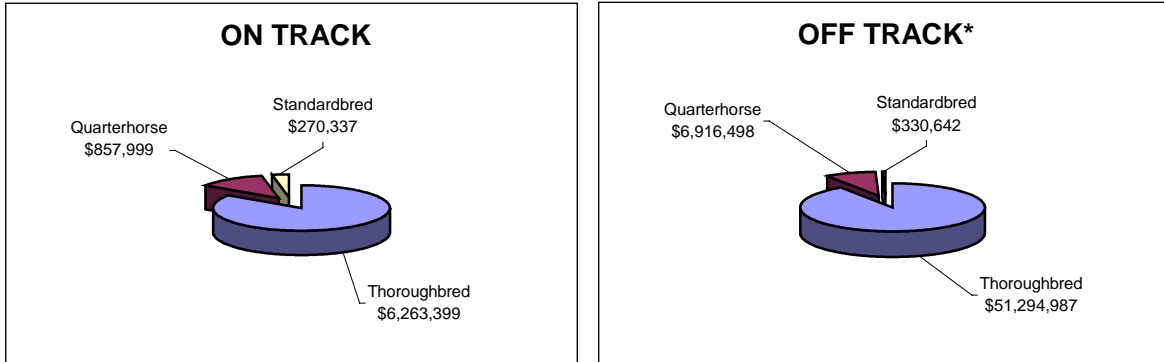 ON TRACK
Standardbred
$270,337
Quarterhorse
$857,999
Thoroughbred
$6,263,399
OFF TRACK*
Standardbred
$330,642
Quarterhorse
$6,916,498
Thoroughbred
$51,294,987